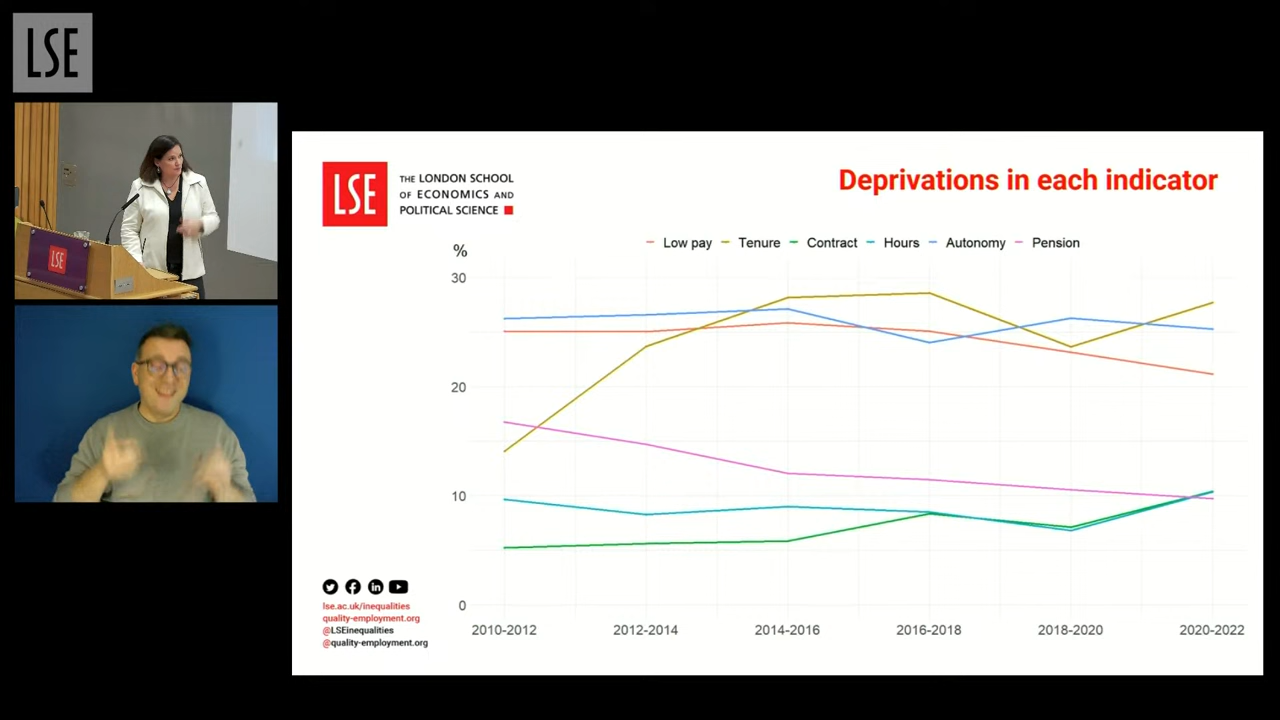 LSE
LSE
LSE
THE LONDON SCHOOL
OF ECONOMICS AND
POLITICAL SCIENCE
Deprivations in each indicator
%
Low pay Tenure Contract Hours Autonomy Pension
30
20
10
0
2010-2012 2012-2014 2014-2016 2016-2018 2018-2020 2020-2022
lse.ac.uk/inequalities
quality-employment.org
@LSEinequalities
@quality-employment.org